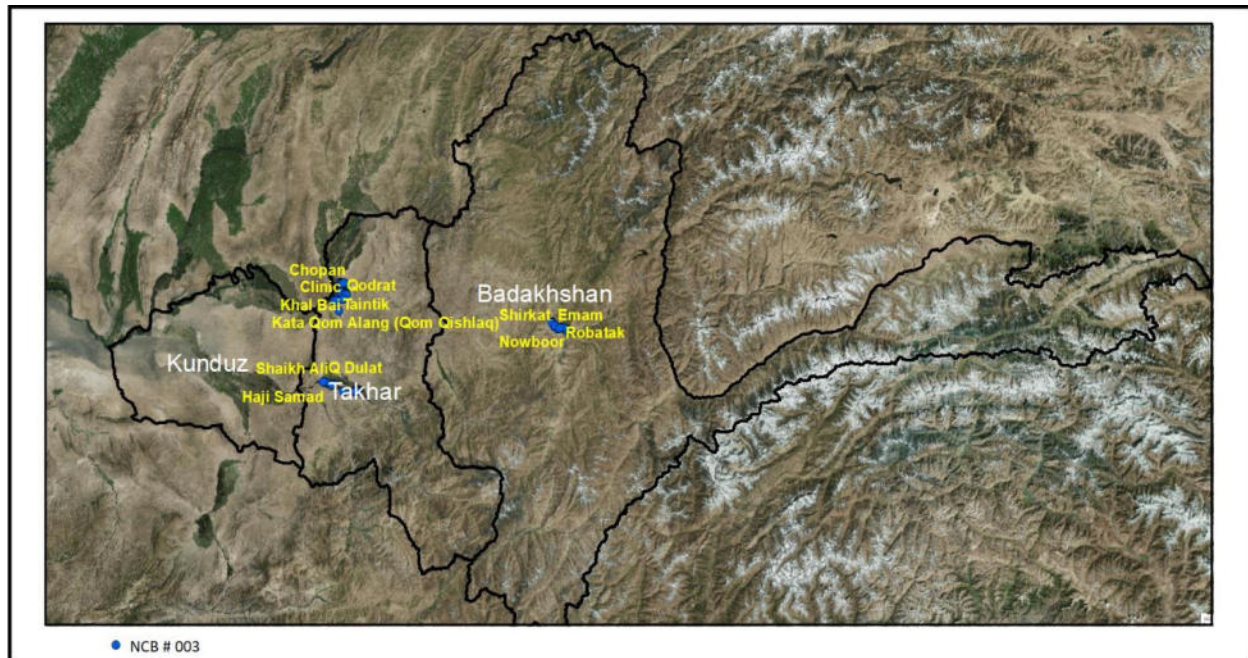 Chopan
Clinic Qodrat
Khal Bai Taintik
Kata Qom Alang (Qom Qishlaq)
Badakhshan
Shirkat Emam
Robatak
Nowboor
Kunduz
Shaikh AliQ Dulat
Haji Samad
Takhar
NCB # 003